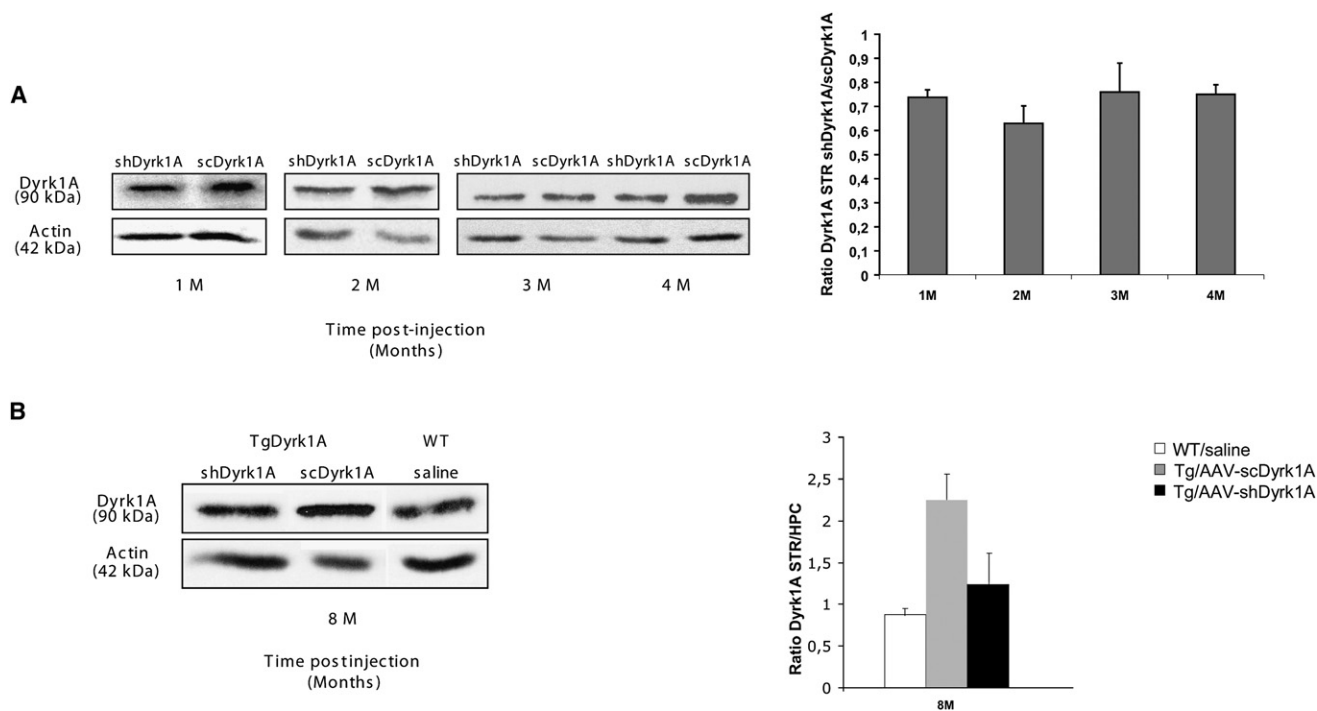 A
shDyrk1A scDyrk1A shDyrk1A scDyrk1A shDyrk1A scDyrk1A shDyrk1A scDyrk1A
Dyrk1A
(90 kDa)
Actin
(42 kDa)
1 M 2 M 3 M 4 M
Time post-injection
(Months)
Ratio Dyrk1A STR shDyrk1A/scDyrk1A
1
0,9
0,8
0,7
0,6
0,5
0,4
0,3
0,2
0,1
0
1M 2M 3M 4M
B
TgDyrk1A WT
shDyrk1A scDyrk1A saline
Dyrk1A
(90 kDa)
Actin
(42 kDa)
8 M
Time postinjection
(Months)
Ratio Dyrk1A STR/HPC
3
2,5
2
1,5
1
0,5
0
8M
WT/saline
Tg/AAV-scDyrk1A
Tg/AAV-shDyrk1A